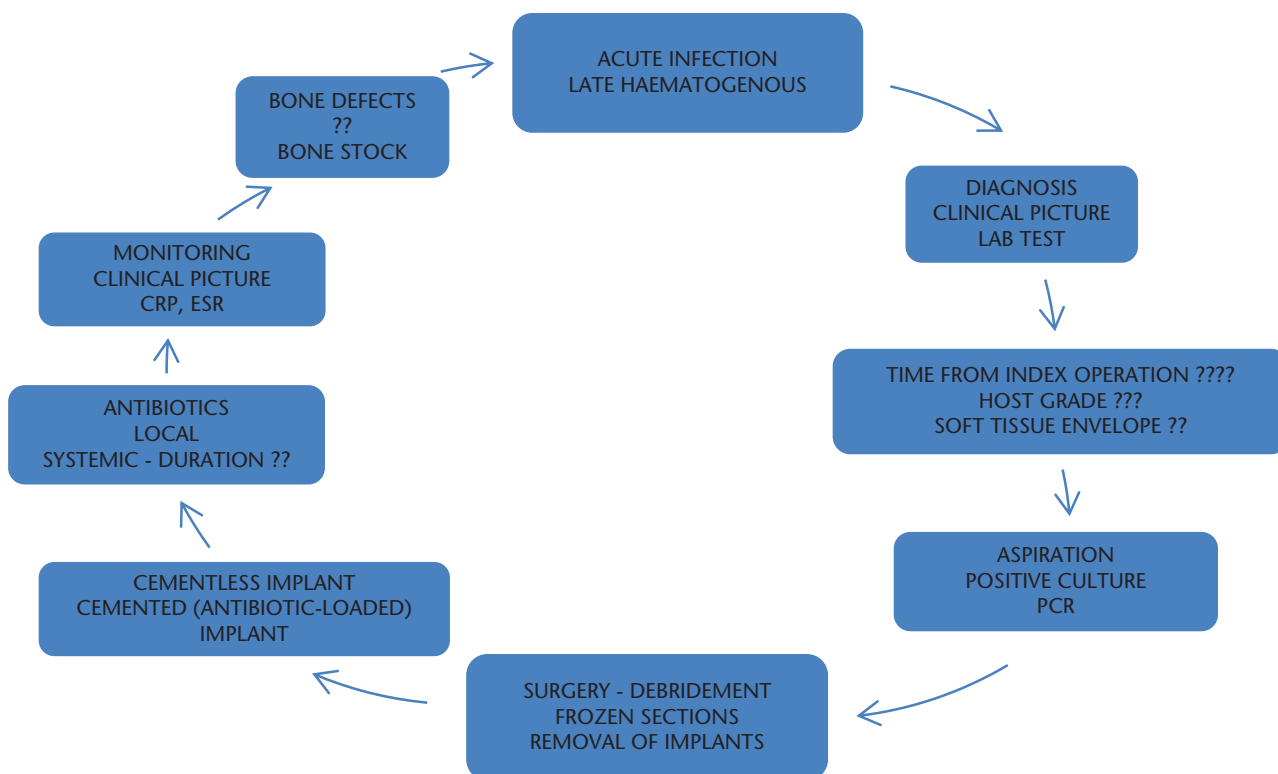 ACUTE INFECTION
LATE HAEMATOGENOUS
DIAGNOSIS
CLINICAL PICTURE
LAB TEST
TIME FROM INDEX OPERATION ????
HOST GRADE ???
SOFT TISSUE ENVELOPE ??
ASPIRATION
POSITIVE CULTURE
PCR
SURGERY - DEBRIDEMENT
FROZEN SECTIONS
REMOVAL OF IMPLANTS
CEMENTLESS IMPLANT
CEMENTED (ANTIBIOTIC-LOADED)
IMPLANT
ANTIBIOTICS
LOCAL
SYSTEMIC - DURATION ??
MONITORING
CLINICAL PICTURE
CRP, ESR
BONE DEFECTS
??
BONE STOCK